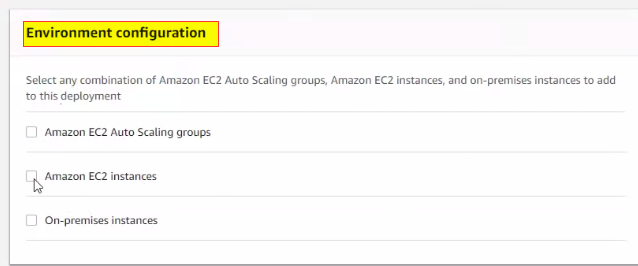 Environment configuration
Select any combination of Amazon EC2 Auto Scaling groups, Amazon EC2 instances, and on-premises instances to add
to this deployment
Amazon EC2 Auto Scaling groups
Amazon EC2 instances
On-premises instances